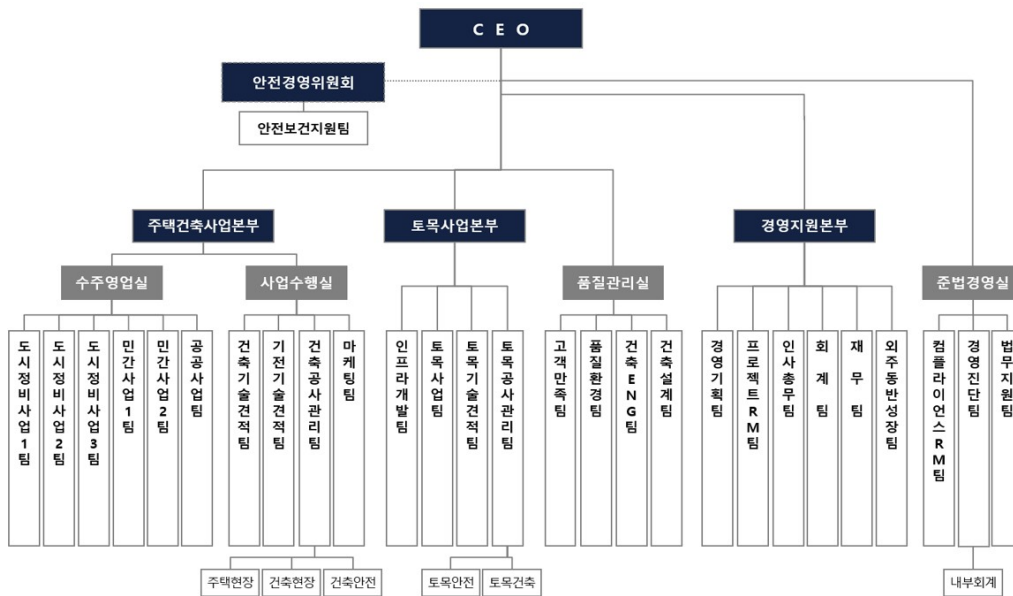 C E O
안전경영위원회
안전보건지원팀
주택건축사업본부
토목사업본부
경영지원본부
수주영업실
사업수행실
품질관리실
준법경영실
도시정비사업1팀
도시정비사업2팀
도시정비사업3팀
민간사업1팀
민간사업2팀
공공사업팀
건축기술견적팀
기전기술견적팀
건축공사관리팀
마케팅팀
인프라개발팀
토목사업팀
토목기술견적팀
토목공사관리팀
고객만족팀
품질환경팀
건축ENG팀
건축설계팀
경영기획팀
프로젝트RM팀
인사총무팀
회 계 팀
재 무 팀
외주동반성장팀
컴플라이언스RM팀
경영진단팀
법무지원팀
주택현장
건축현장
건축안전
토목안전
토목건축
내부회계